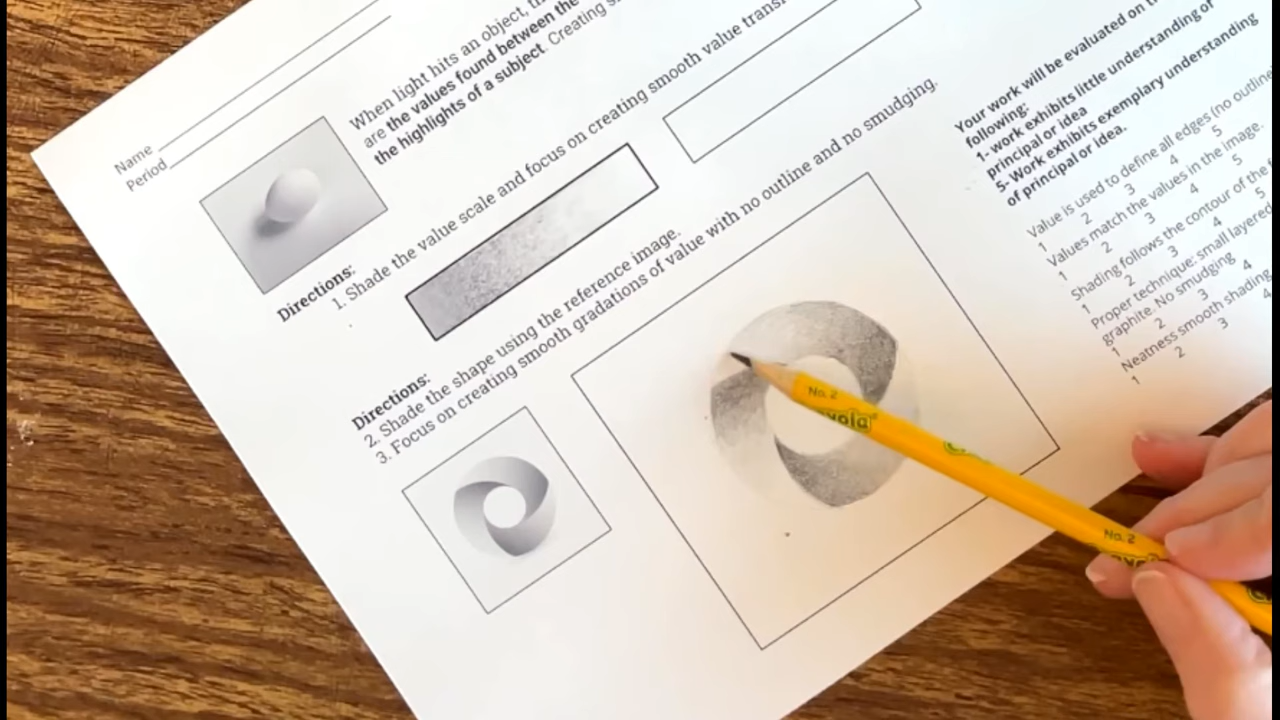 Name
Period
When light hits an object,
are the values found between the
the highlights of a subject. Creating
Directions:
1. Shade the value scale and focus on creating smooth value
Directions:
2. Shade the shape using the reference image.
3. Focus on creating smooth gradations of value with no outline and no smudging.
Your work will be evaluated on
following:
1- work exhibits little understanding of
principal or idea
5- Work exhibits exemplary understanding
of principal or idea.
Value is used to define all edges (no
1 2 3 4 5
Values match the values in the image.
1 2 3 4 5
Shading follows the contour of the
1 2 3 4 5
Proper technique: small layered
graphite. No smudging
1 2 3 4
Neatness smooth shading
1 2 3 4
No. 2
No. 2